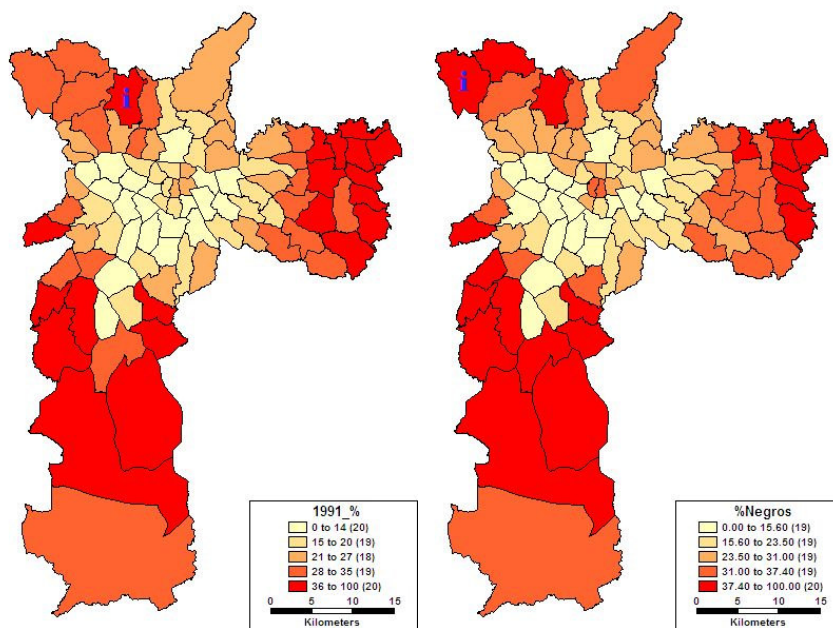 i
1991_%
0 to 14 (20)
15 to 20 (19)
21 to 27 (18)
28 to 35 (19)
36 to 100 (20)
0 5 10 15
Kilometers
i
%Negros
0.00 to 15.60 (19)
15.60 to 23.50 (19)
23.50 to 31.00 (19)
31.00 to 37.40 (19)
37.40 to 100.00 (20)
0 5 10 15
Kilometers